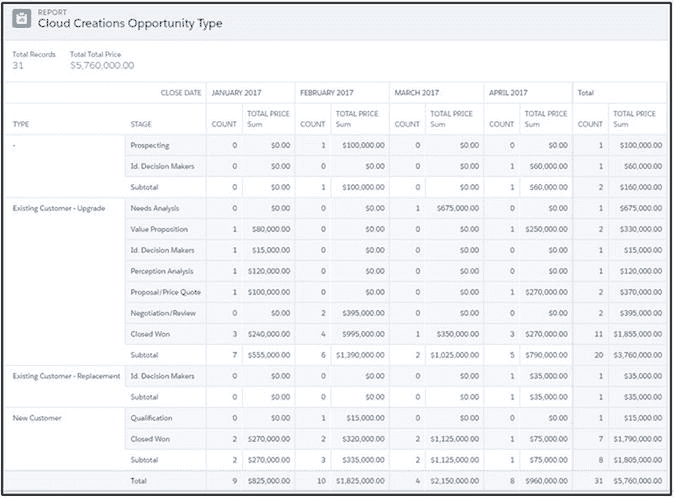 REPORT
Cloud Creations Opportunity Type
Total Records Total Total Price
31 $5,760,000.00
CLOSE DATE JANUARY 2017 FEBRUARY 2017 MARCH 2017 APRIL 2017 Total
TYPE STAGE COUNT TOTAL PRICE Sum COUNT TOTAL PRICE Sum COUNT TOTAL PRICE Sum COUNT TOTAL PRICE Sum COUNT TOTAL PRICE Sum
- Prospecting 0 $0.00 1 $100,000.00 0 $0.00 0 $0.00 1 $100,000.00
Id. Decision Makers 0 $0.00 0 $0.00 0 $0.00 1 $60,000.00 1 $60,000.00
Subtotal 0 $0.00 1 $100,000.00 0 $0.00 1 $60,000.00 2 $160,000.00
Existing Customer - Upgrade Needs Analysis 0 $0.00 0 $0.00 1 $675,000.00 0 $0.00 1 $675,000.00
Value Proposition 1 $80,000.00 0 $0.00 0 $0.00 1 $250,000.00 2 $330,000.00
Id. Decision Makers 1 $15,000.00 0 $0.00 0 $0.00 0 $0.00 1 $15,000.00
Perception Analysis 1 $120,000.00 0 $0.00 0 $0.00 0 $0.00 1 $120,000.00
Proposal/Price Quote 1 $100,000.00 0 $0.00 0 $0.00 1 $270,000.00 2 $370,000.00
Negotiation/Review 0 $0.00 2 $395,000.00 0 $0.00 0 $0.00 2 $395,000.00
Closed Won 3 $240,000.00 4 $995,000.00 1 $350,000.00 3 $270,000.00 11 $1,855,000.00
Subtotal 7 $555,000.00 6 $1,390,000.00 2 $1,025,000.00 5 $790,000.00 20 $3,760,000.00
Existing Customer - Replacement Id. Decision Makers 0 $0.00 0 $0.00 0 $0.00 1 $35,000.00 1 $35,000.00
Subtotal 0 $0.00 0 $0.00 0 $0.00 1 $35,000.00 1 $35,000.00
New Customer Qualification 0 $0.00 1 $15,000.00 0 $0.00 0 $0.00 1 $15,000.00
Closed Won 2 $270,000.00 2 $320,000.00 2 $1,125,000.00 1 $75,000.00 7 $1,790,000.00
Subtotal 2 $270,000.00 3 $335,000.00 2 $1,125,000.00 1 $75,000.00 8 $1,805,000.00
Total 9 $825,000.00 10 $1,825,000.00 4 $2,150,000.00 8 $960,000.00 31 $5,760,000.00